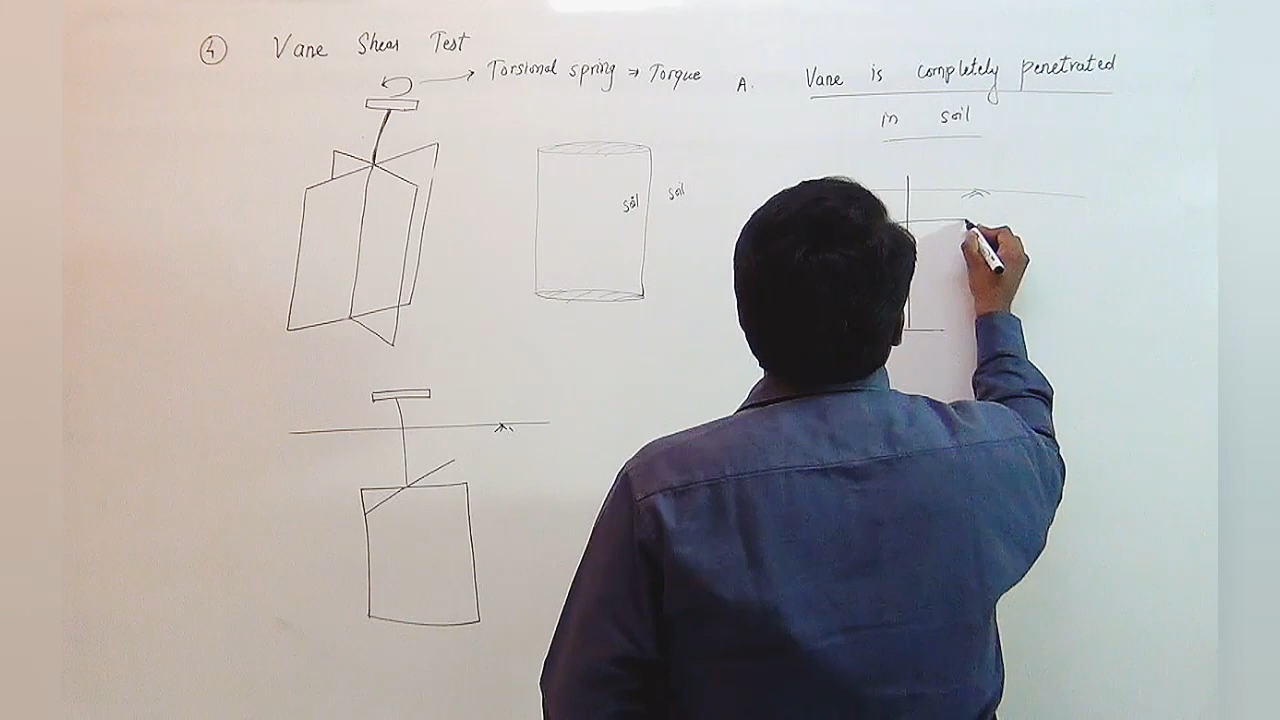 ④ Vane Shear Test
Torsional spring → Torque
A. Vane is completely penetrated
in soil
soil
soil